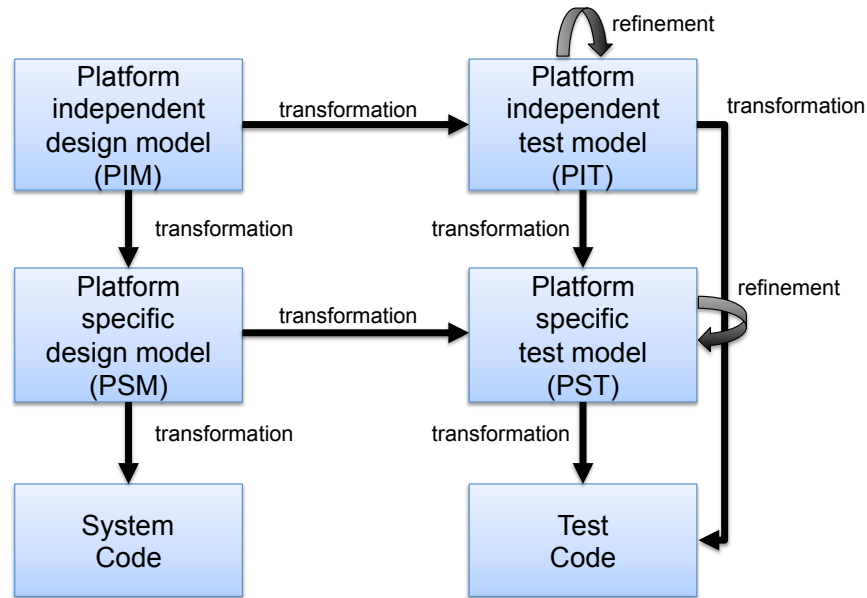 refinement
Platform
independent
design model
(PIM)
transformation
Platform
independent
test model
(PIT)
transformation
transformation
transformation
Platform
specific
design model
(PSM)
transformation
Platform
specific
test model
(PST)
refinement
transformation
transformation
System
Code
Test
Code